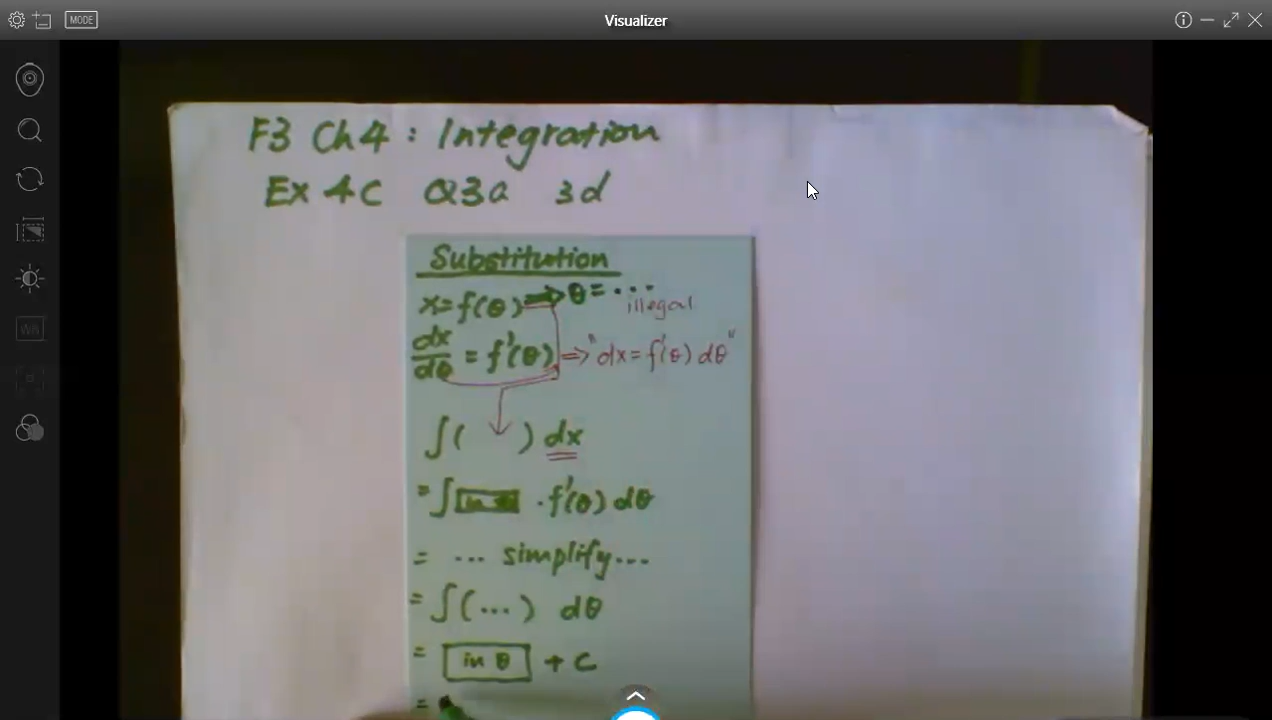 MODE
Visualizer
WB
F3 Ch4 : Integration
Ex 4C Q3a 3d
Substitution
x=f(θ) ⟹ θ = ...
illegal
dx/dθ = f'(θ) ⟹ "dx = f'(θ) dθ"
∫( ) dx
= ∫ in θ · f'(θ) dθ
= ... simplify...
= ∫(...) dθ
= in θ + c
=